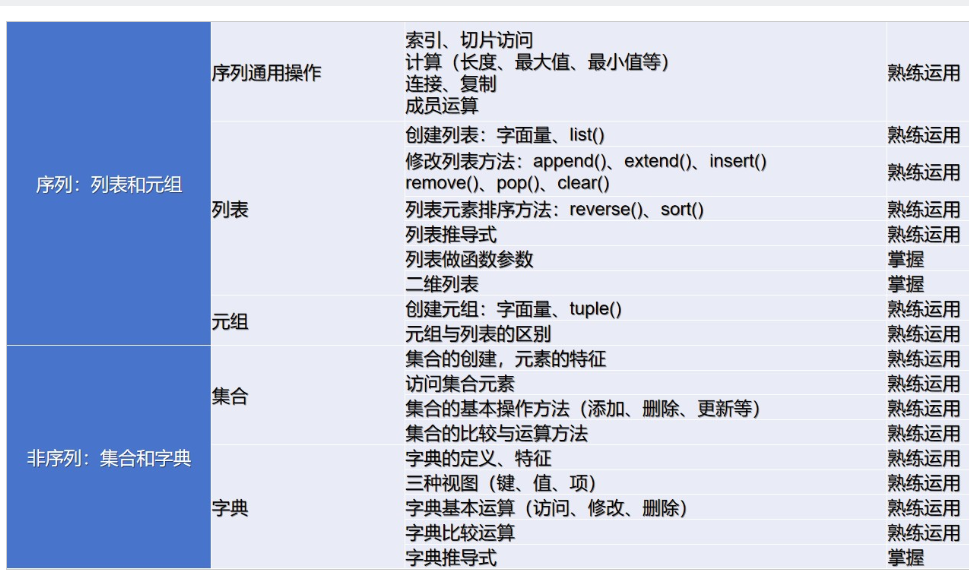 序列：列表和元组
序列通用操作
索引、切片访问
计算（长度、最大值、最小值等）
连接、复制
成员运算
熟练运用
列表
创建列表：字面量、list()
熟练运用
修改列表方法：append()、extend()、insert()
remove()、pop()、clear()
熟练运用
列表元素排序方法：reverse()、sort()
熟练运用
列表推导式
熟练运用
列表做函数参数
掌握
二维列表
掌握
元组
创建元组：字面量、tuple()
熟练运用
元组与列表的区别
熟练运用
非序列：集合和字典
集合
集合的创建，元素的特征
熟练运用
访问集合元素
熟练运用
集合的基本操作方法（添加、删除、更新等）
熟练运用
集合的比较与运算方法
熟练运用
字典
字典的定义、特征
熟练运用
三种视图（键、值、项）
熟练运用
字典基本运算（访问、修改、删除）
熟练运用
字典比较运算
熟练运用
字典推导式
掌握